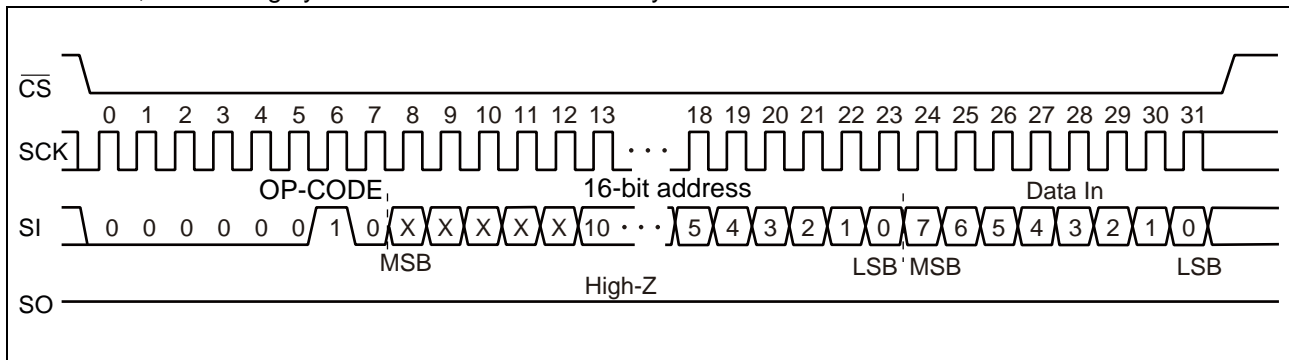 CS
0 1 2 3 4 5 6 7 8 9 10 11 12 13 18 19 20 21 22 23 24 25 26 27 28 29 30 31
SCK ···
OP-CODE 16-bit address Data In
SI 0 0 0 0 0 0 1 0 X X X X X 10 ··· 5 4 3 2 1 0 7 6 5 4 3 2 1 0
MSB LSB MSB LSB
High-Z
SO